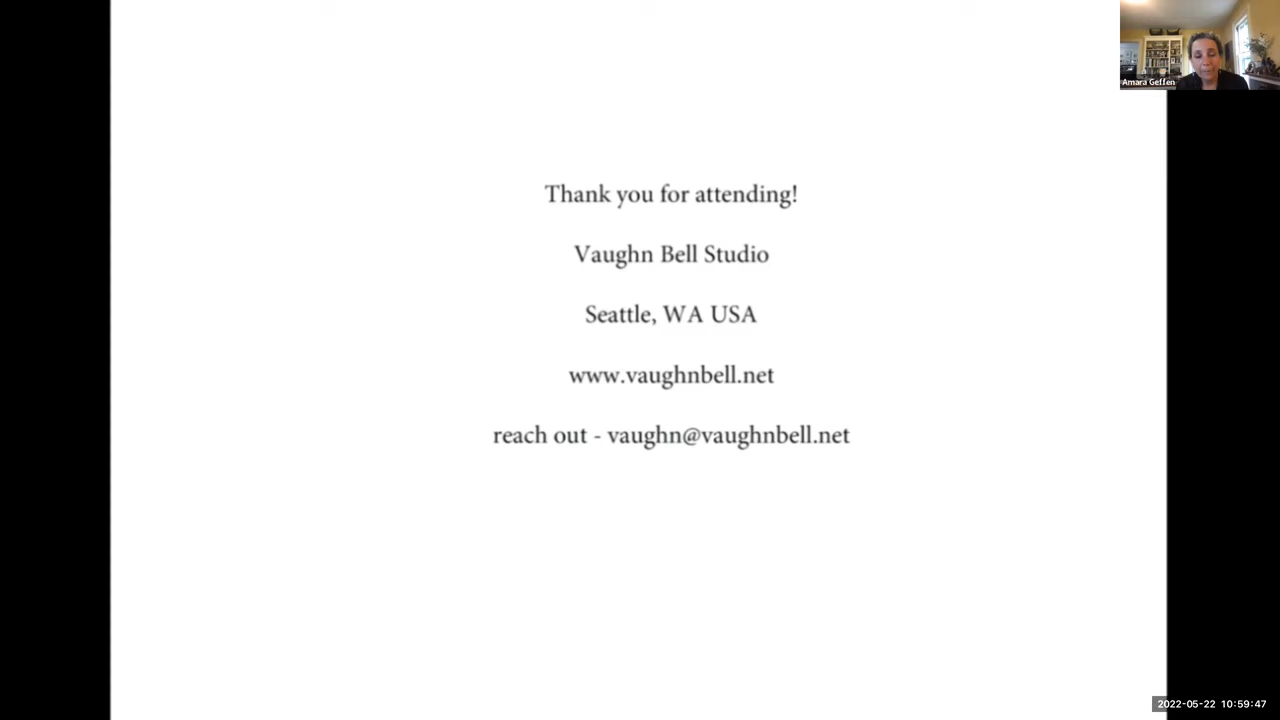 Amara Geffen
Thank you for attending!
Vaughn Bell Studio
Seattle, WA USA
www.vaughnbell.net
reach out - vaughn@vaughnbell.net
2022-05-22 10:59:47